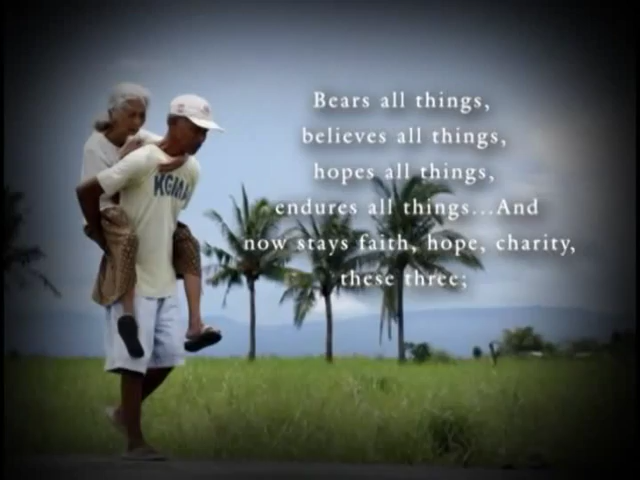 Bears all things,
believes all things,
hopes all things,
endures all things...And
now stays faith, hope, charity,
these three;
KGMA